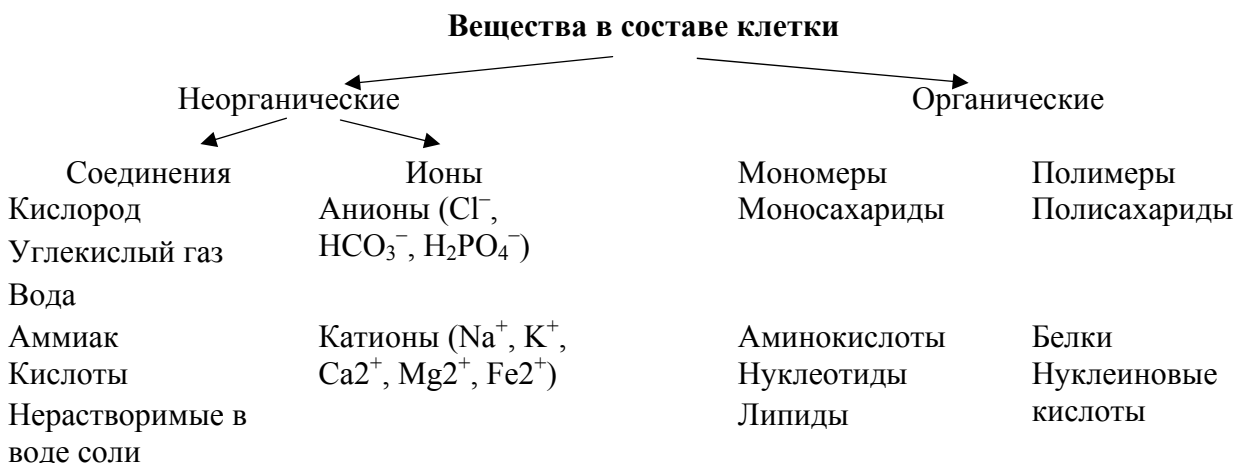 Вещества в составе клетки
Неорганические Органические
Соединения Ионы Мономеры Полимеры
Кислород Анионы (Cl⁻, Моносахариды Полисахариды
Углекислый газ HCO₃⁻, H₂PO₄⁻)
Вода
Аммиак Катионы (Na⁺, K⁺, Аминокислоты Белки
Кислоты Ca2⁺, Mg2⁺, Fe2⁺) Нуклеотиды Нуклеиновые
Нерастворимые в Липиды кислоты
воде соли